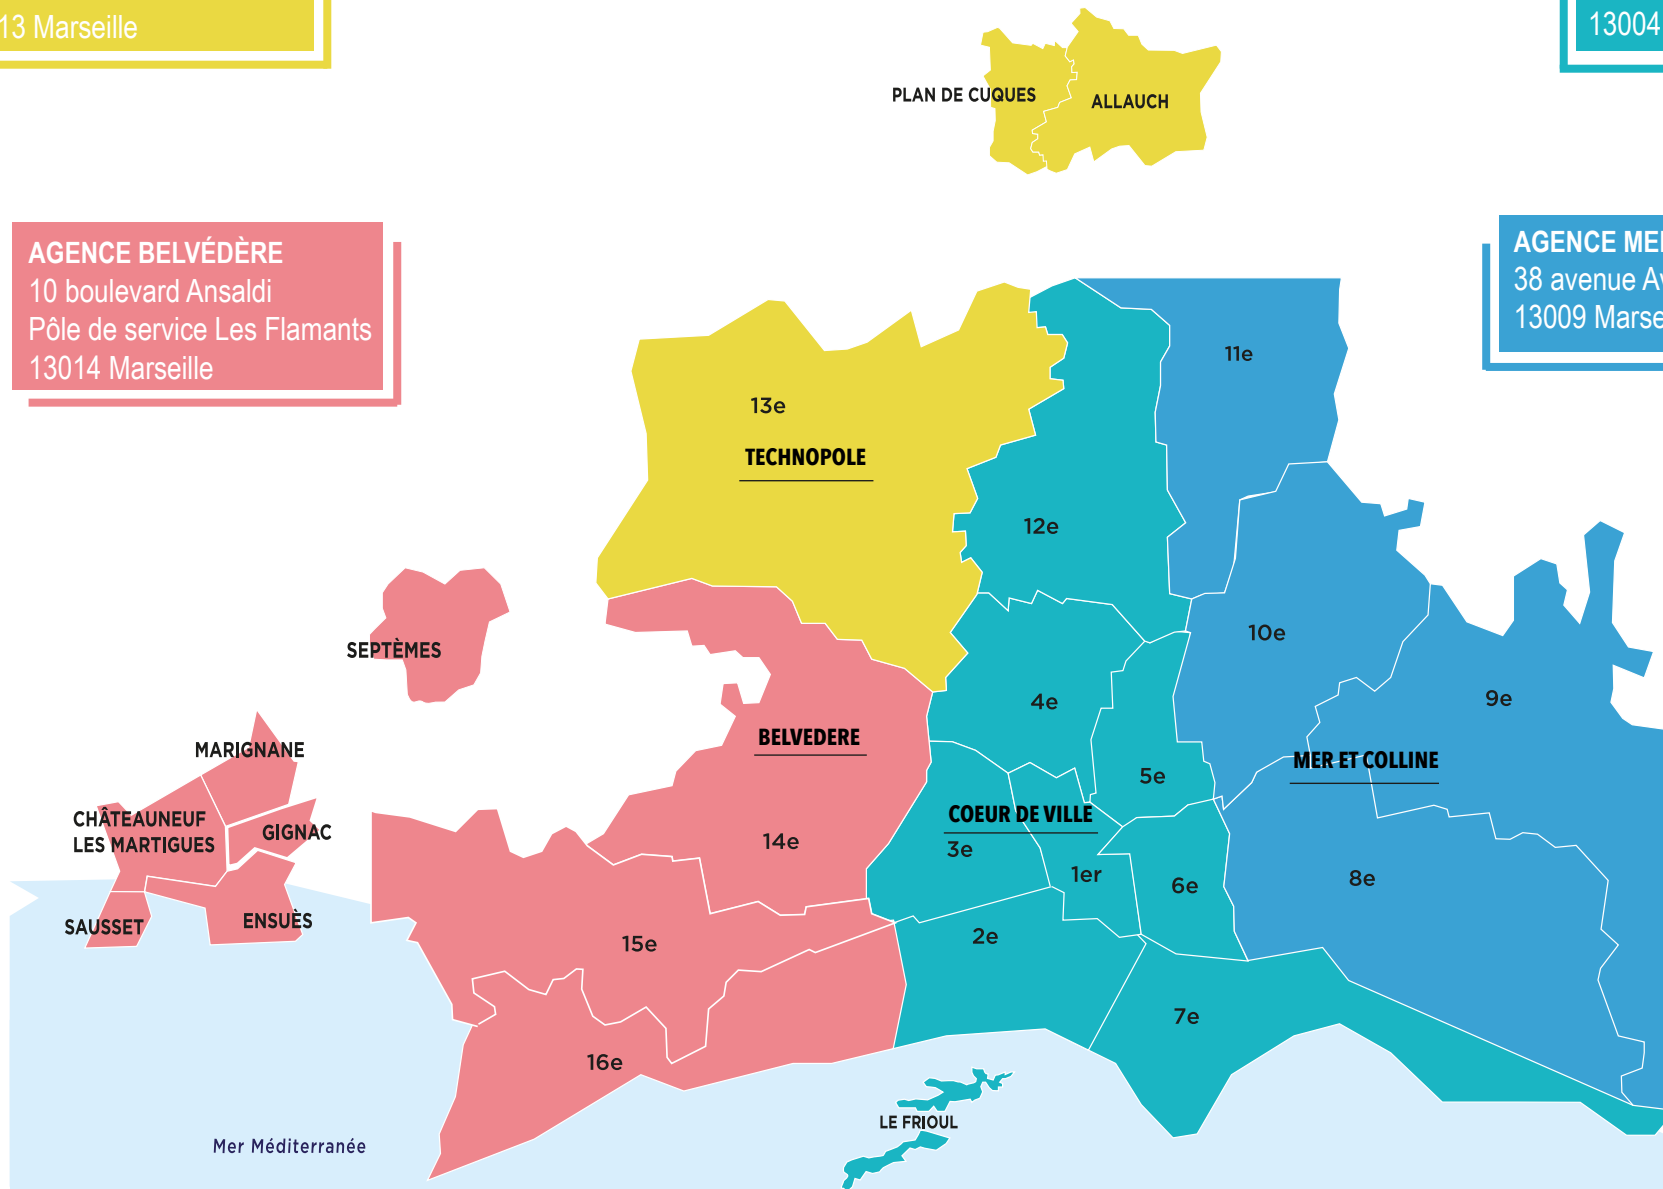 13 Marseille
13004
PLAN DE CUQUES
ALLAUCH
AGENCE BELVÉDÈRE
10 boulevard Ansaldi
Pôle de service Les Flamants
13014 Marseille
AGENCE
38 avenue
13009
11e
13e
TECHNOPOLE
12e
10e
SEPTÈMES
9e
4e
BELVEDERE
MARIGNANE
MER ET COLLINE
5e
CHÂTEAUNEUF
LES MARTIGUES
GIGNAC
COEUR DE VILLE
14e
3e
1er
6e
8e
SAUSSET
ENSUÈS
15e
2e
7e
16e
LE FRIOUL
Mer Méditerranée